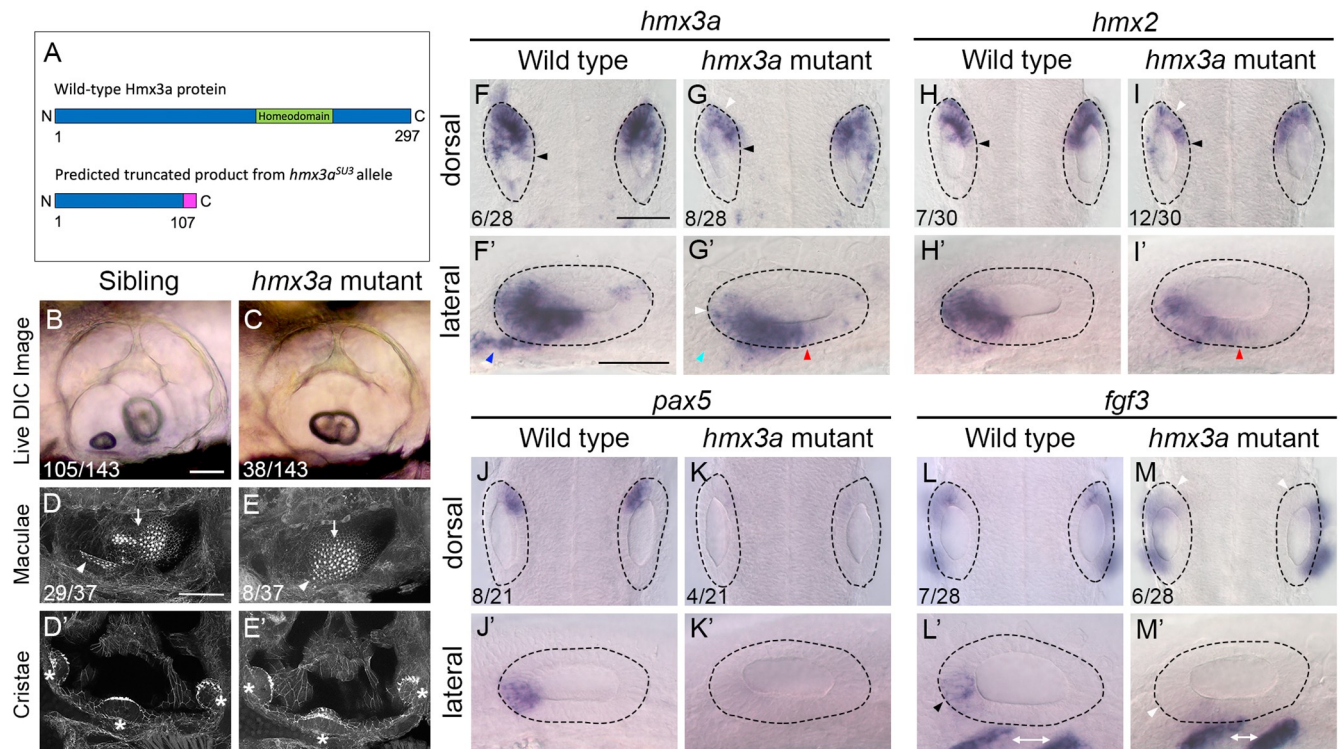 A
Wild-type Hmx3a protein
N Homeodomain C
1 297
Predicted truncated product from hmx3aSU3 allele
N C
1 107
Sibling hmx3a mutant
Live DIC Image
B 105/143
C 38/143
Maculae
D 29/37
E 8/37
Cristae
D' * * *
E' * * *
hmx3a
Wild type hmx3a mutant
dorsal
F 6/28
G 8/28
lateral
F'
G'
hmx2
Wild type hmx3a mutant
H 7/30
I 12/30
H'
I'
pax5
Wild type hmx3a mutant
dorsal
J 8/21
K 4/21
lateral
J'
K'
fgf3
Wild type hmx3a mutant
L 7/28
M 6/28
L'
M'